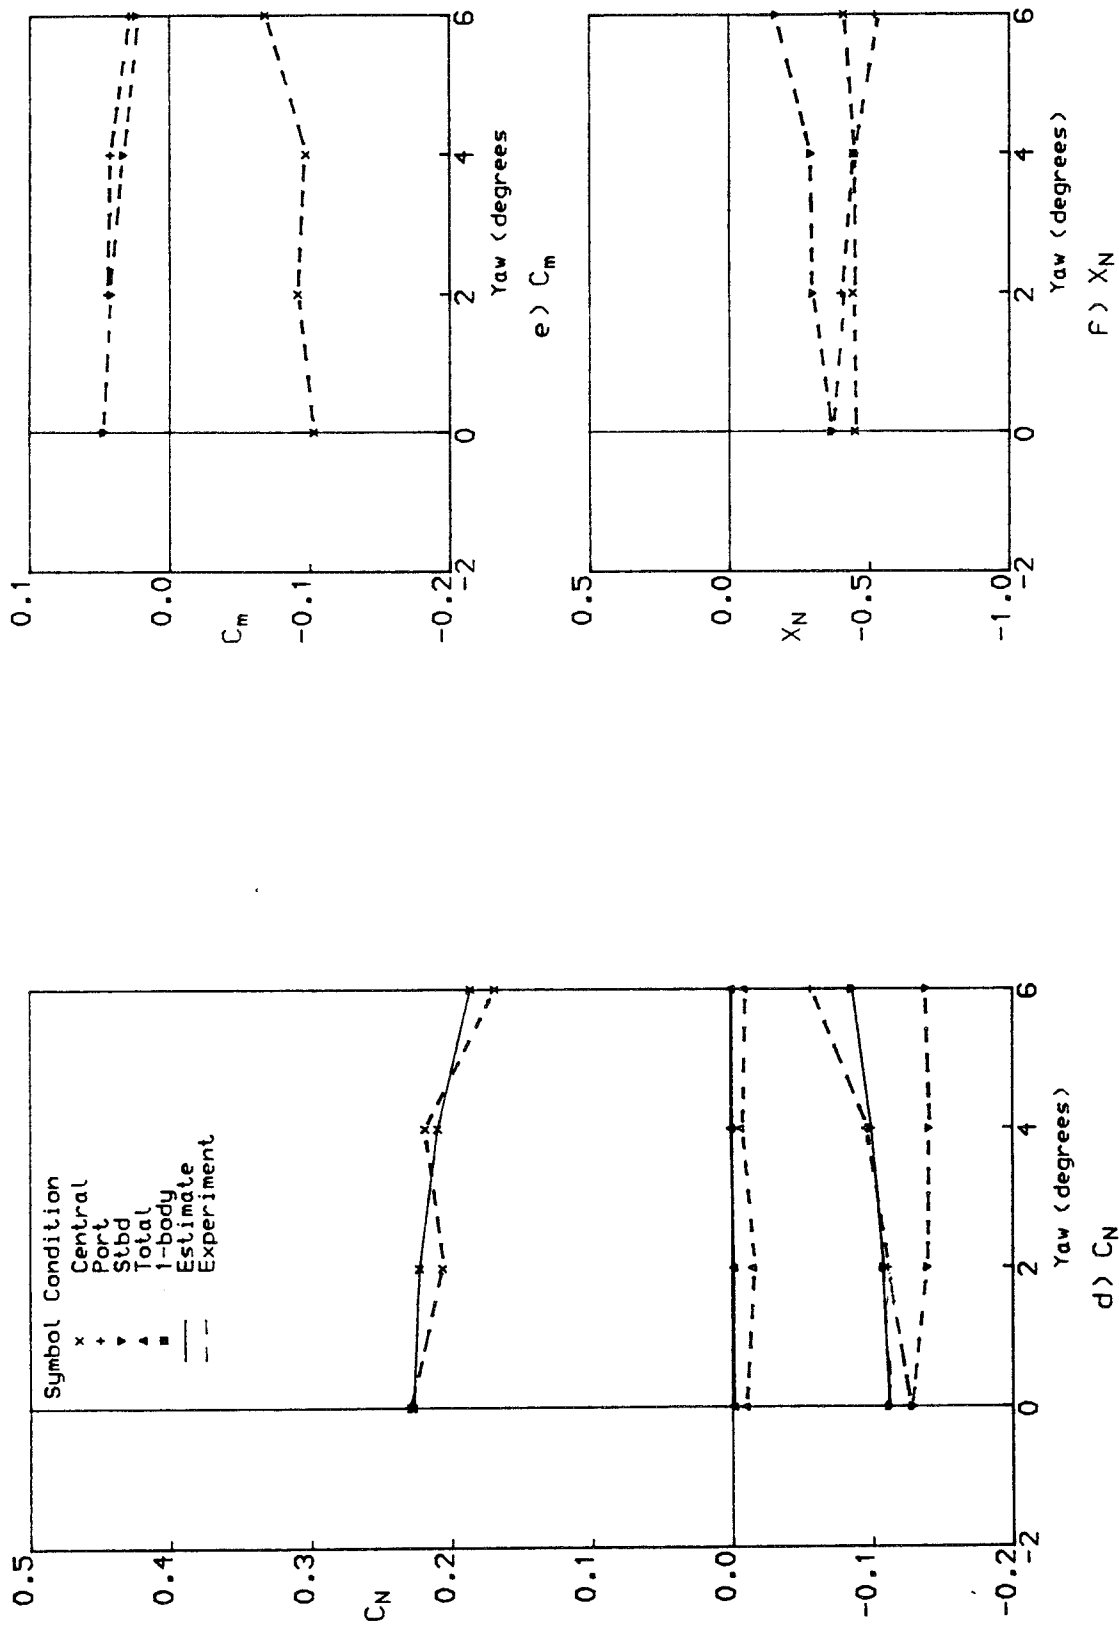 0.5
0.4
0.3
C_N
0.2
0.1
0.0
-0.1
-0.2
-2
0
2
4
6
Symbol Condition
× Central
+ Port
▼ Stbd
▲ Total
■ 1-body
Estimate
Experiment
Yaw (degrees)
d) C_N
0.1
0.0
C_m
-0.1
-0.2
-2
0
2
4
6
Yaw (degrees
e) C_m
0.5
0.0
X_N
-0.5
-1.0
-2
0
2
4
6
Yaw (degrees)
f) X_N